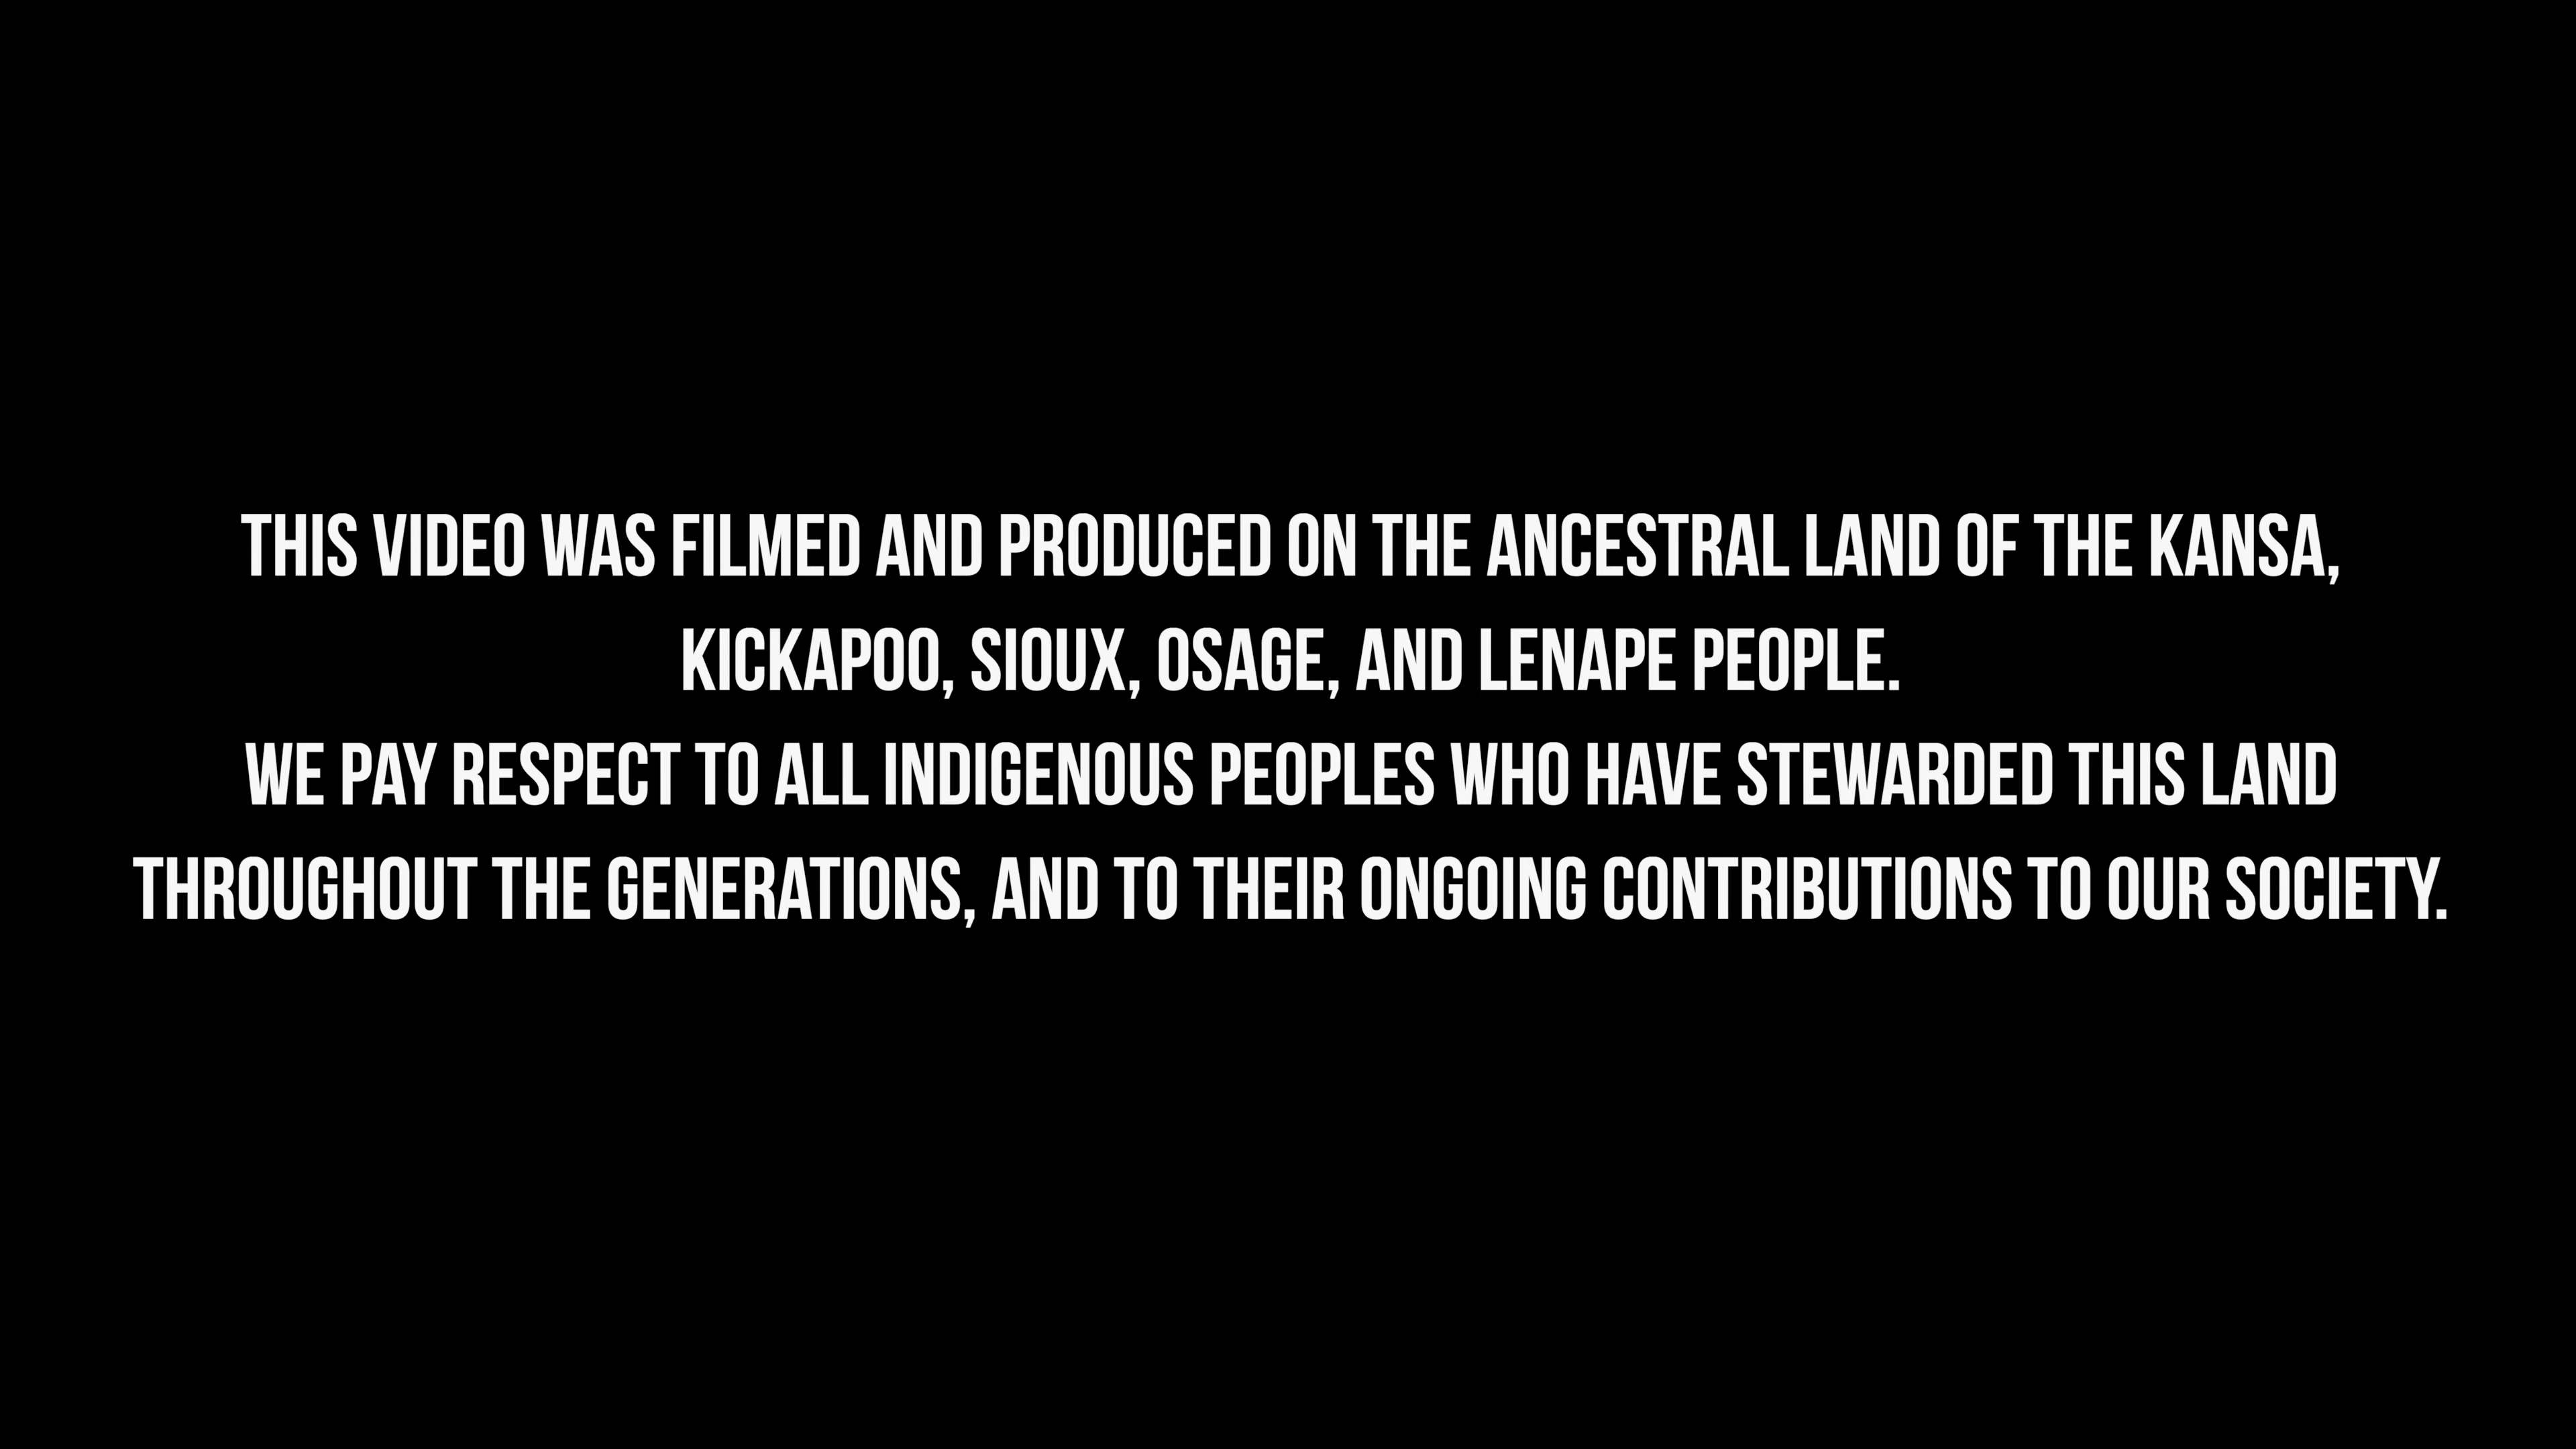 THIS VIDEO WAS FILMED AND PRODUCED ON THE ANCESTRAL LAND OF THE KANSA,
KICKAPOO, SIOUX, OSAGE, AND LENAPE PEOPLE.
WE PAY RESPECT TO ALL INDIGENOUS PEOPLES WHO HAVE STEWARDED THIS LAND
THROUGHOUT THE GENERATIONS, AND TO THEIR ONGOING CONTRIBUTIONS TO OUR SOCIETY.